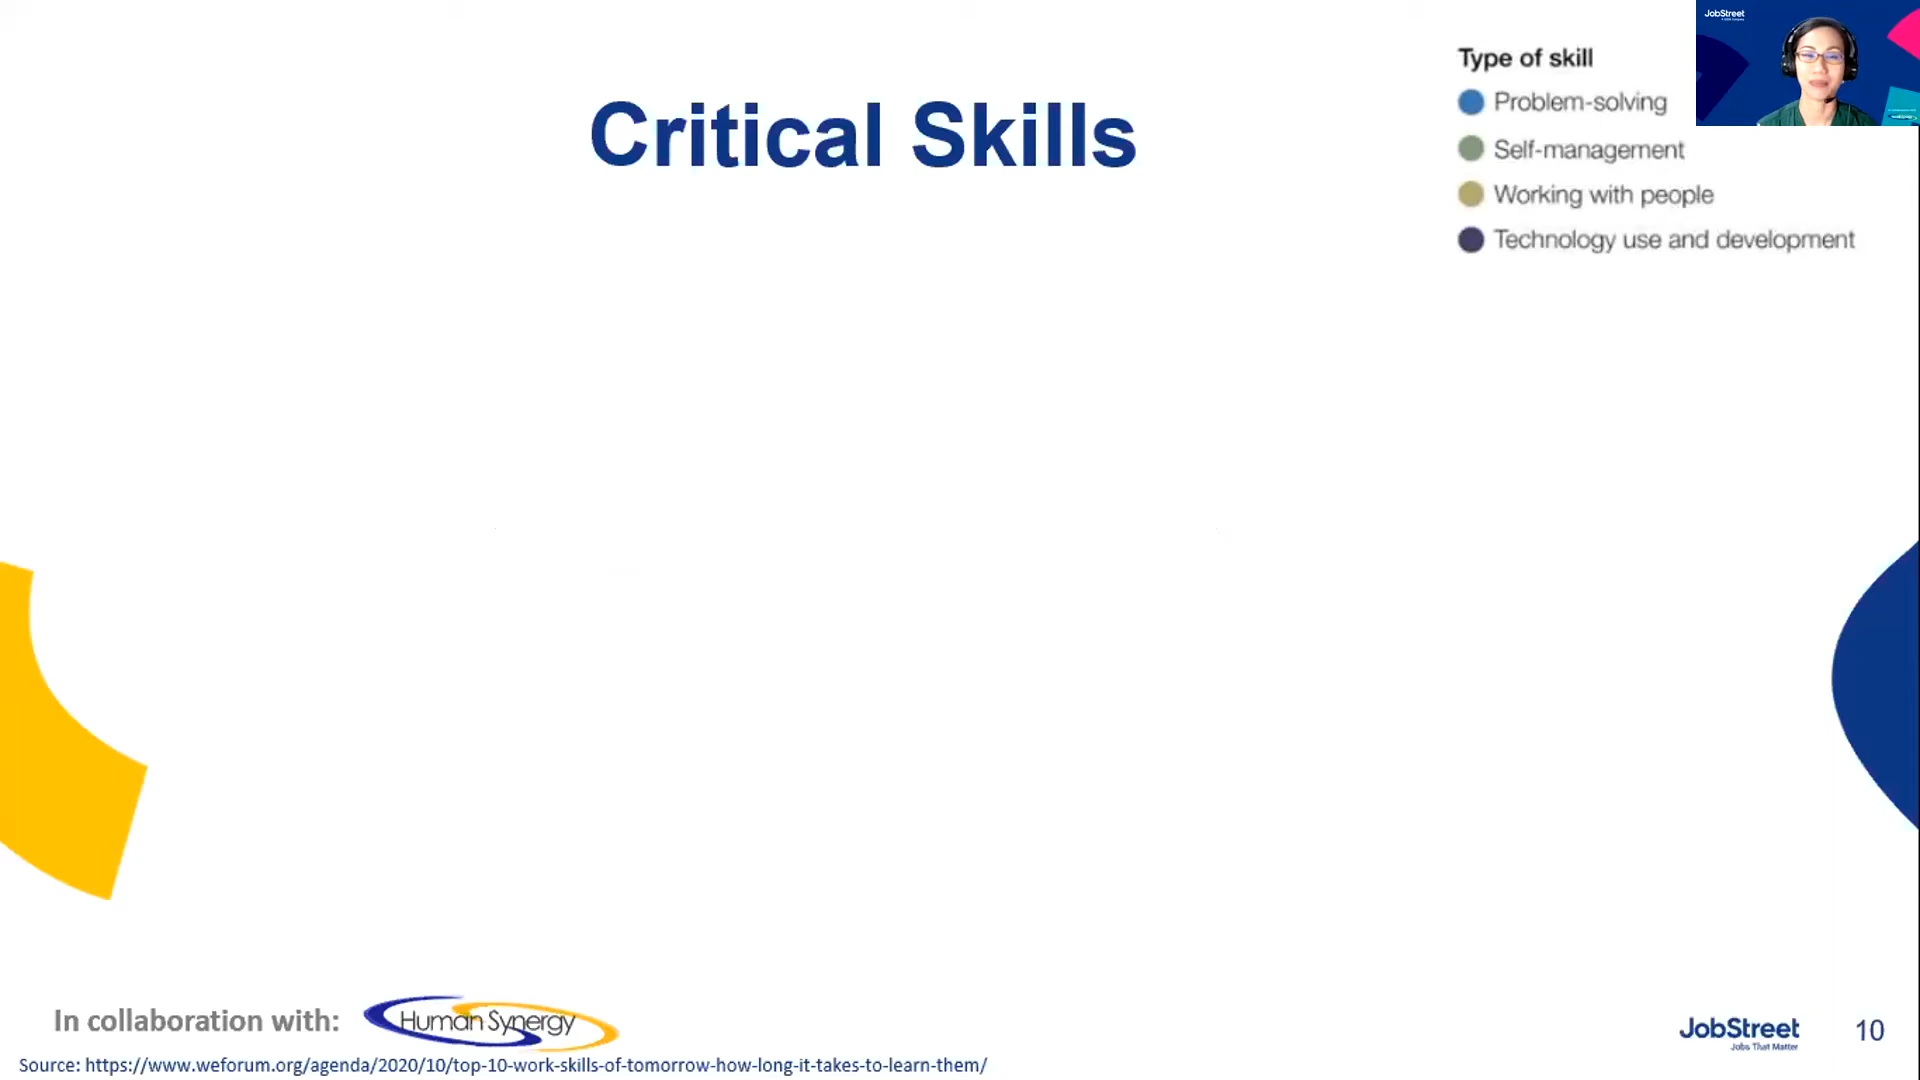 JobStreet
Type of skill
Problem-solving
Critical Skills
Self-management
Working with people
Technology use and development
In collaboration with:
Human Synergy
JobStreet
Jobs That Matter
10
Source: https://www.weforum.org/agenda/2020/10/top-10-work-skills-of-tomorrow-how-long-it-takes-to-learn-them/